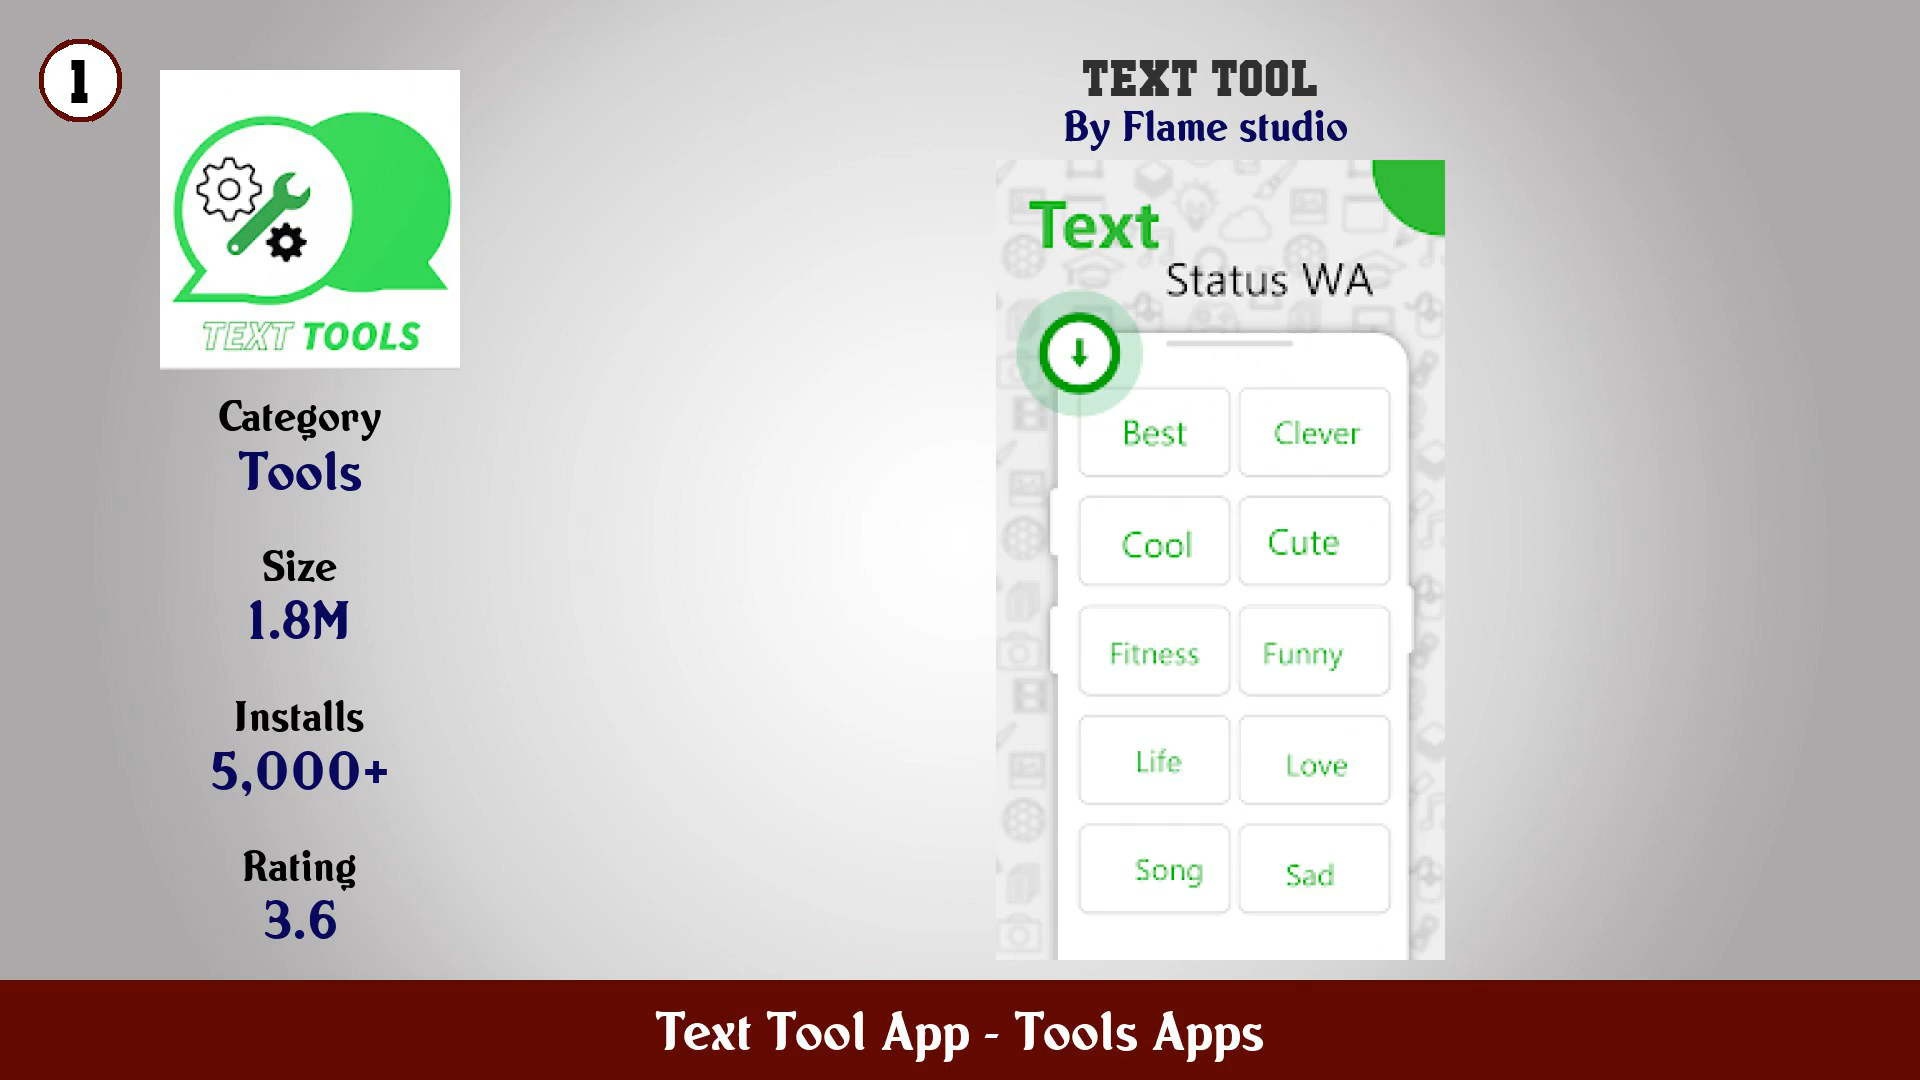 1
TEXT TOOLS
Category
Tools
Size
1.8M
Installs
5,000+
Rating
3.6
TEXT TOOL
By Flame studio
Text
Status WA
Best
Clever
Cool
Cute
Fitness
Funny
Life
Love
Song
Sad
Text Tool App - Tools Apps